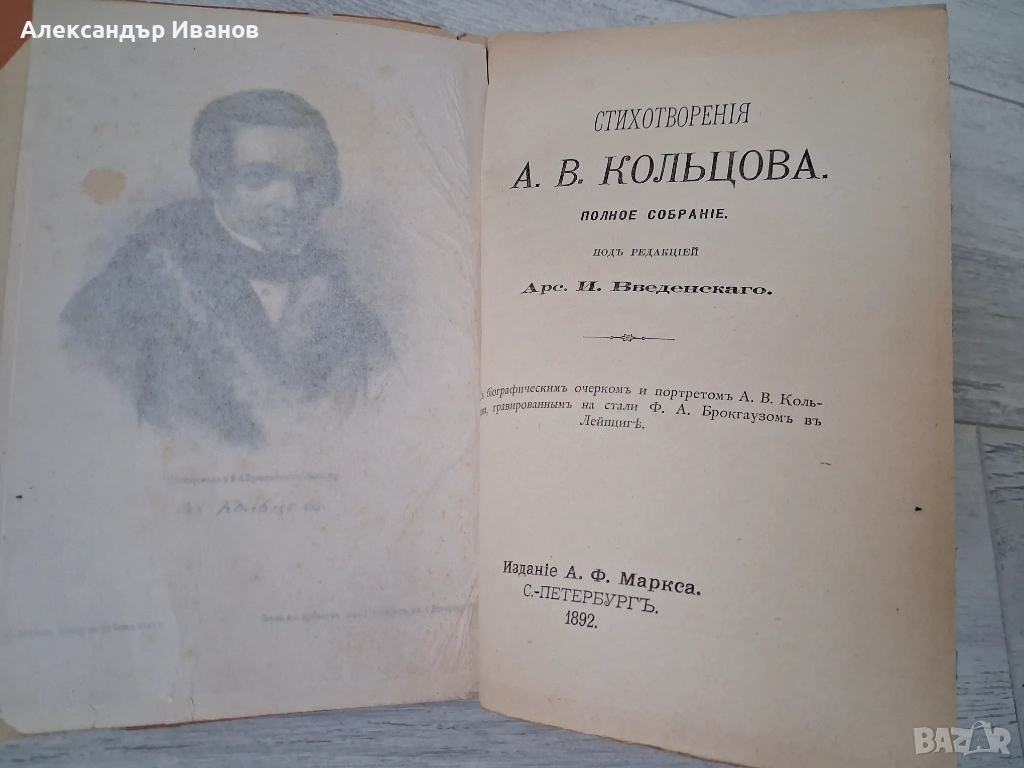 Александър Иванов
СТИХОТВОРЕНІЯ
А. В. КОЛЬЦОВА.
ПОЛНОЕ СОБРАНІЕ.
ПОДЪ РЕДАКЦІЕЙ
Арс. И. Введенскаго.
біографическимъ очеркомъ и портретомъ А. В. Коль-
гравированнымъ на стали Ф. А. Брокгаузомъ въ
Лейпцигѣ.
Изданіе А. Ф. Маркса.
С.-ПЕТЕРБУРГЪ.
1892.
BAZAR